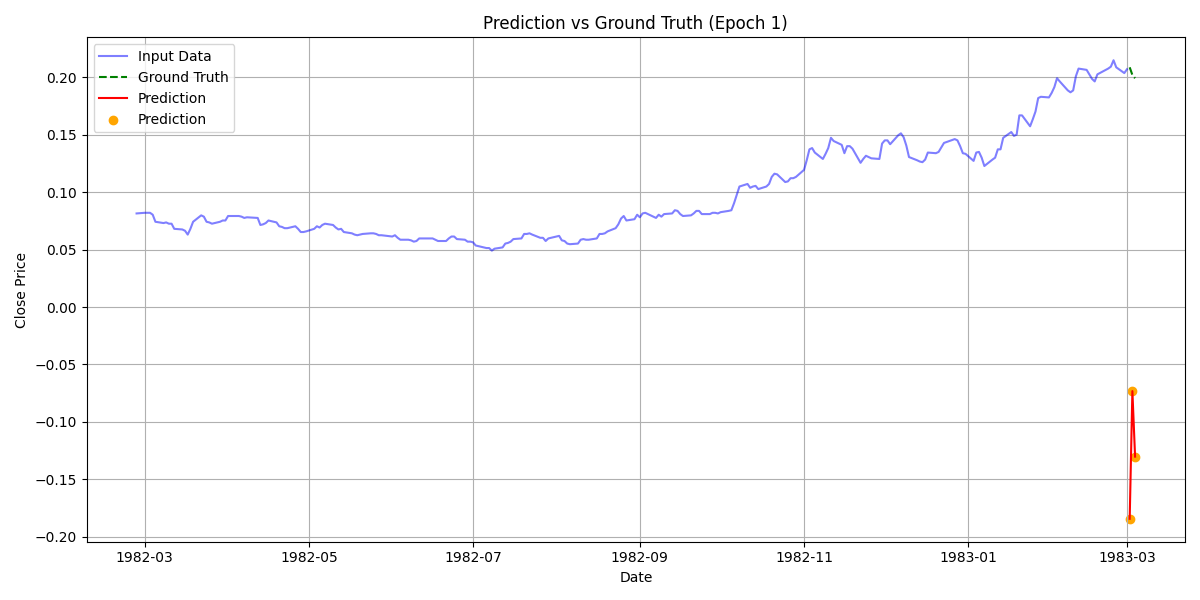 Prediction vs Ground Truth (Epoch 1)
Input Data
Ground Truth
Prediction
Prediction
Close Price
0.20
0.15
0.10
0.05
0.00
−0.05
−0.10
−0.15
−0.20
1982-03
1982-05
1982-07
1982-09
1982-11
1983-01
1983-03
Date